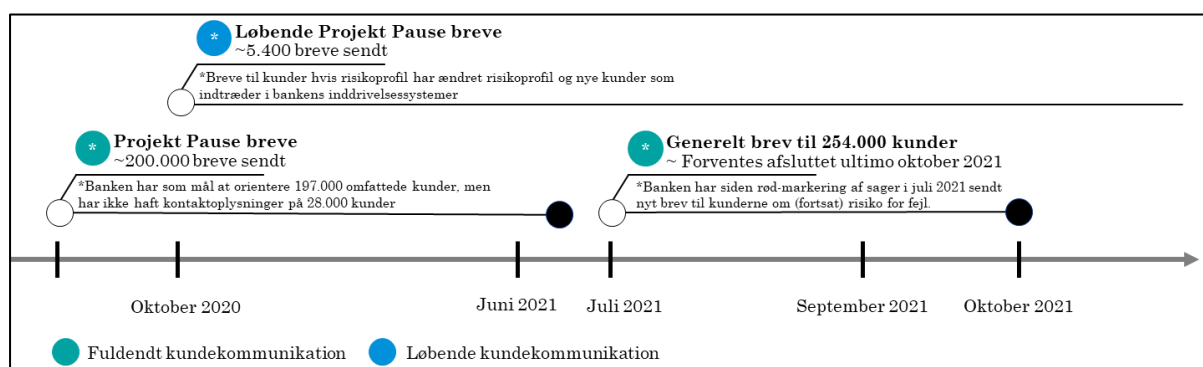 * Løbende Projekt Pause breve
~5.400 breve sendt
*Breve til kunder hvis risikoprofil har ændret risikoprofil og nye kunder som
indtræder i bankens inddrivelsessystemer
* Projekt Pause breve
~200.000 breve sendt
*Banken har som mål at orientere 197.000 omfattede kunder, men
har ikke haft kontaktoplysninger på 28.000 kunder
* Generelt brev til 254.000 kunder
~ Forventes afsluttet ultimo oktober 2021
*Banken har siden rød-markering af sager i juli 2021 sendt
nyt brev til kunderne om (fortsat) risiko for fejl.
Oktober 2020
Juni 2021
Juli 2021
September 2021
Oktober 2021
Fuldendt kundekommunikation
Løbende kundekommunikation